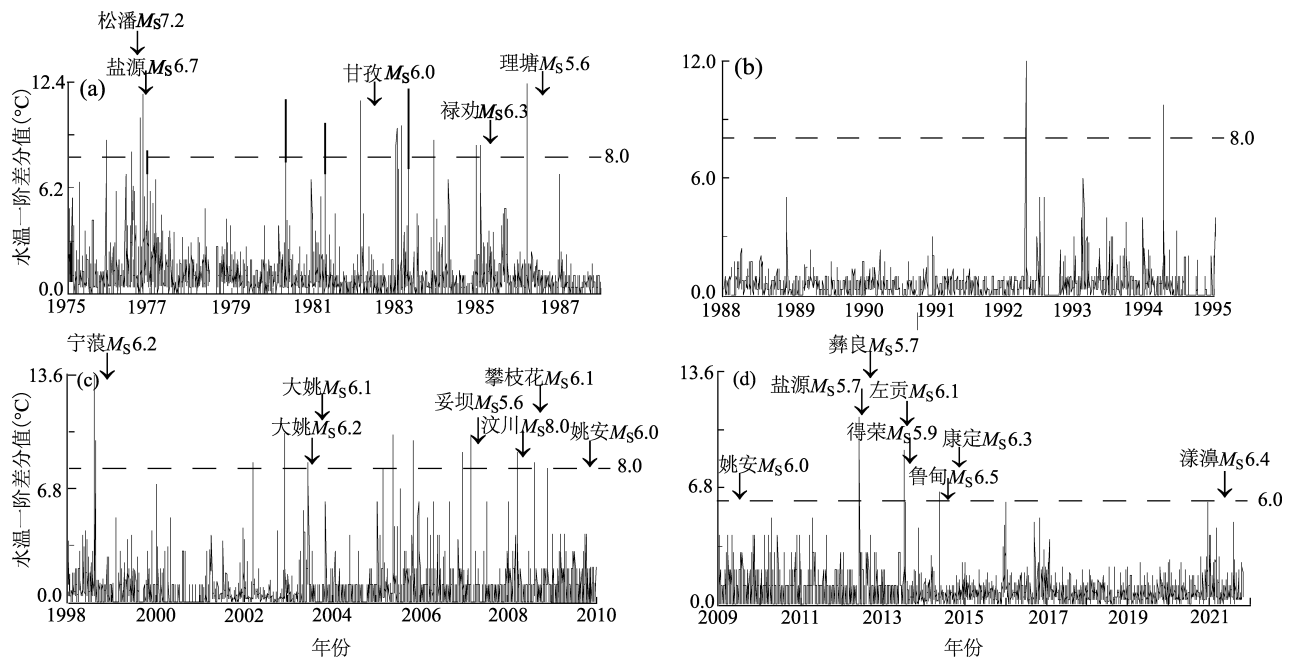 松潘MS7.2
盐源MS6.7
甘孜MS6.0
理塘MS5.6
禄劝MS6.3
(a)
12.4
6.2
0.0
8.0
水温一阶差分值(℃)
1975 1977 1979 1981 1983 1985 1987
(b)
12.0
6.0
0.0
8.0
1988 1989 1990 1991 1992 1993 1994 1995
宁蒗MS6.2
(c)
13.6
6.8
0.0
大姚MS6.1
大姚MS6.2
攀枝花MS6.1
妥坝MS5.6
汶川MS8.0
姚安MS6.0
8.0
水温一阶差分值(℃)
1998 2000 2002 2004 2006 2008 2010
年份
彝良MS5.7
盐源MS5.7
左贡MS6.1
得荣MS5.9
康定MS6.3
鲁甸MS6.5
姚安MS6.0
漾濞MS6.4
(d)
13.6
6.8
0.0
6.0
2009 2011 2013 2015 2017 2019 2021
年份